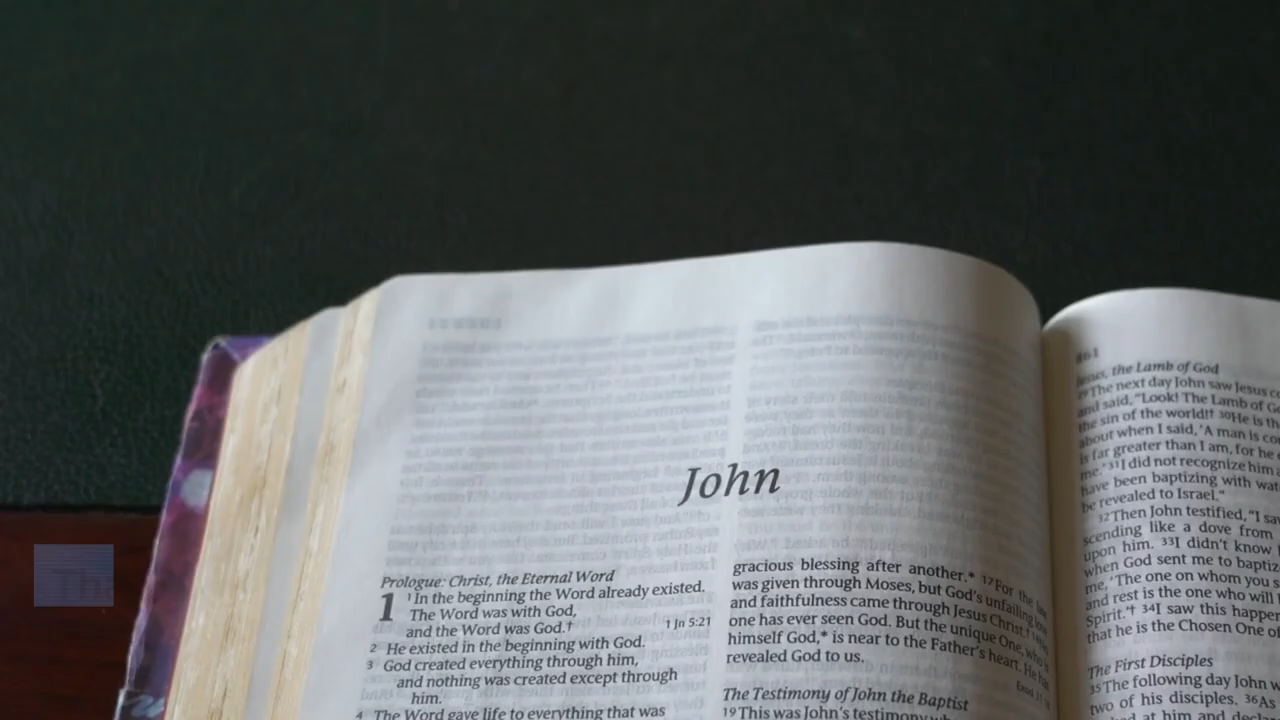 John
Prologue: Christ, the Eternal Word
1 1 In the beginning the Word already existed.
The Word was with God,
and the Word was God.†
1 Jn 5:21
2 He existed in the beginning with God.
3 God created everything through him,
and nothing was created except through
him.
4 The Word gave life to everything that was
gracious blessing after another.* 17For the law
was given through Moses, but God's unfailing love
and faithfulness came through Jesus Christ.†
one has ever seen God. But the unique One, who is
himself God,* is near to the Father's heart. He has
revealed God to us.
The Testimony of John the Baptist
19This was John's testimony
861
Jesus, the Lamb of God
29The next day John saw Jesus
and said, "Look! The Lamb of
the sin of the world!† 30He is
about when I said, 'A man is
is far greater than I am, for he
me.' 31I did not recognize him
have been baptizing with
be revealed to Israel."
32Then John testified, "I
scending like a dove from
upon him. 33I didn't know
when God sent me to
me, 'The one on whom you
and rest is the one who will
Spirit.'† 34I saw this
that he is the Chosen One
The First Disciples
35The following day John
two of his disciples. 36As
at him and
The